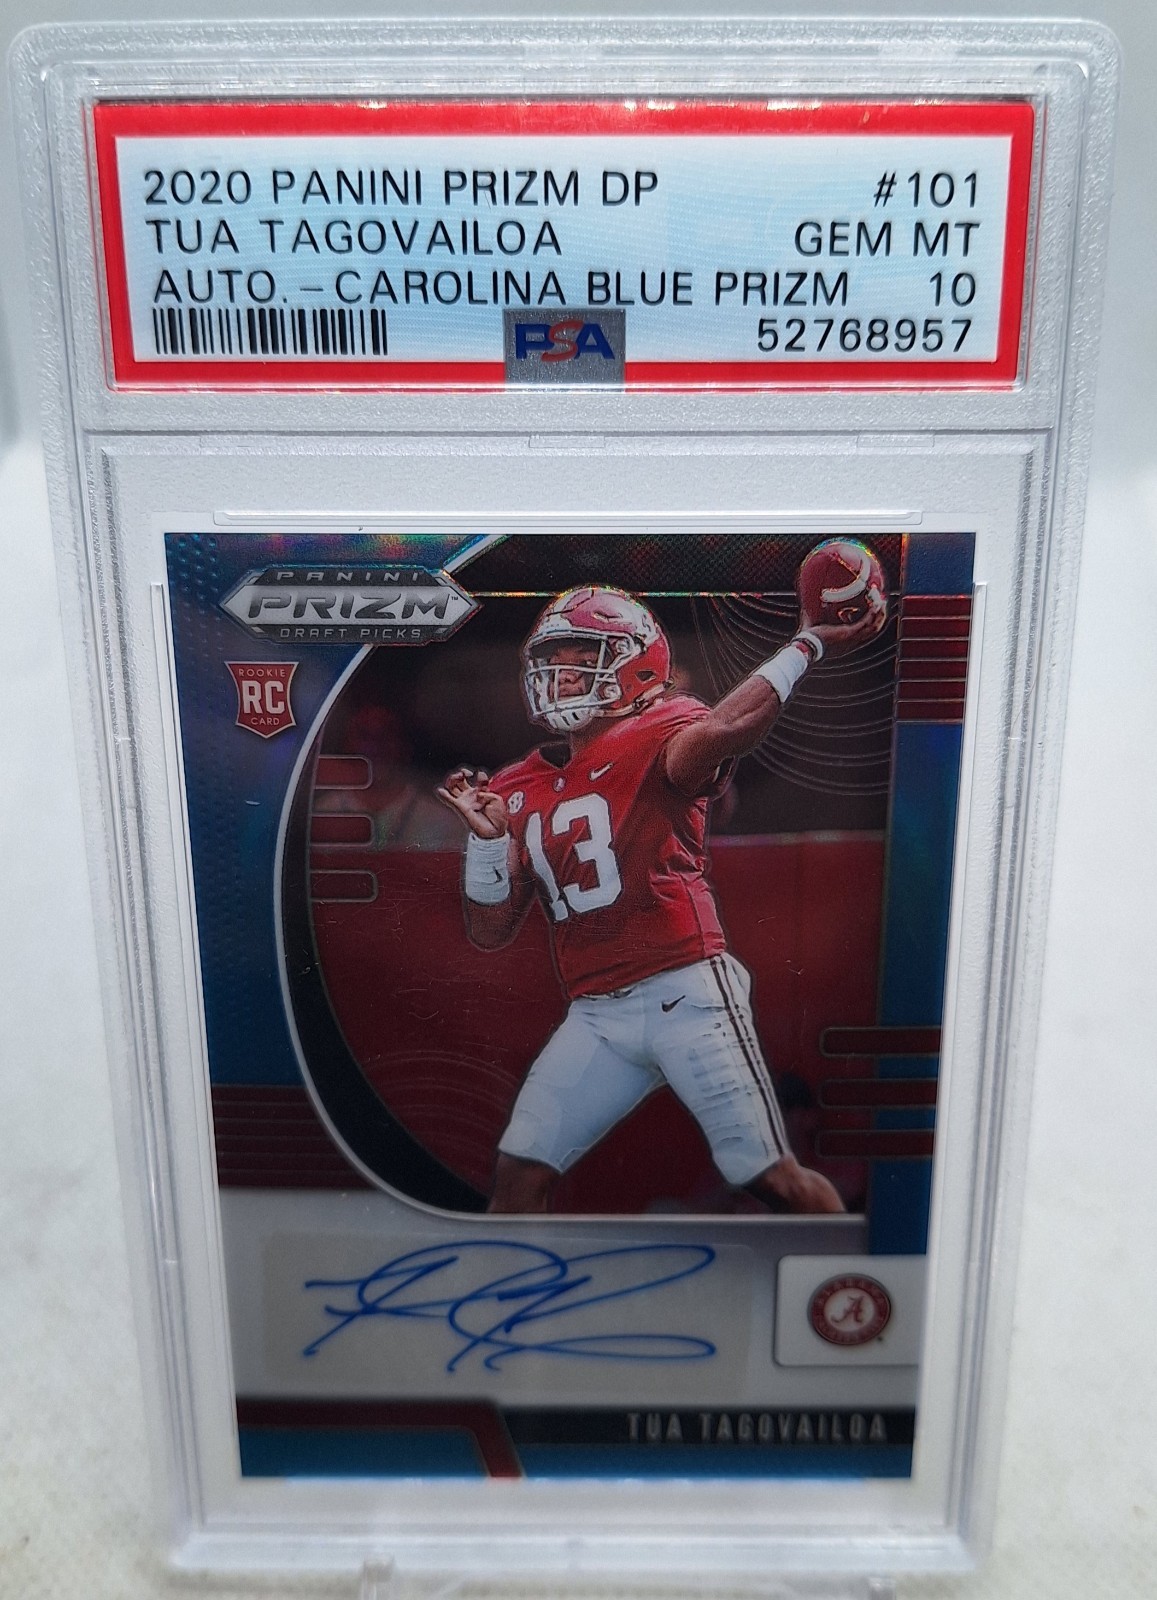 2020 PANINI PRIZM DP #101
TUA TAGOVAILOA GEM MT
AUTO.-CAROLINA BLUE PRIZM 10
PSA 52768957
PANINI
PRIZM™
DRAFT PICKS
ROOKIE
RC
CARD
13
A
TUA TAGOVAILOA